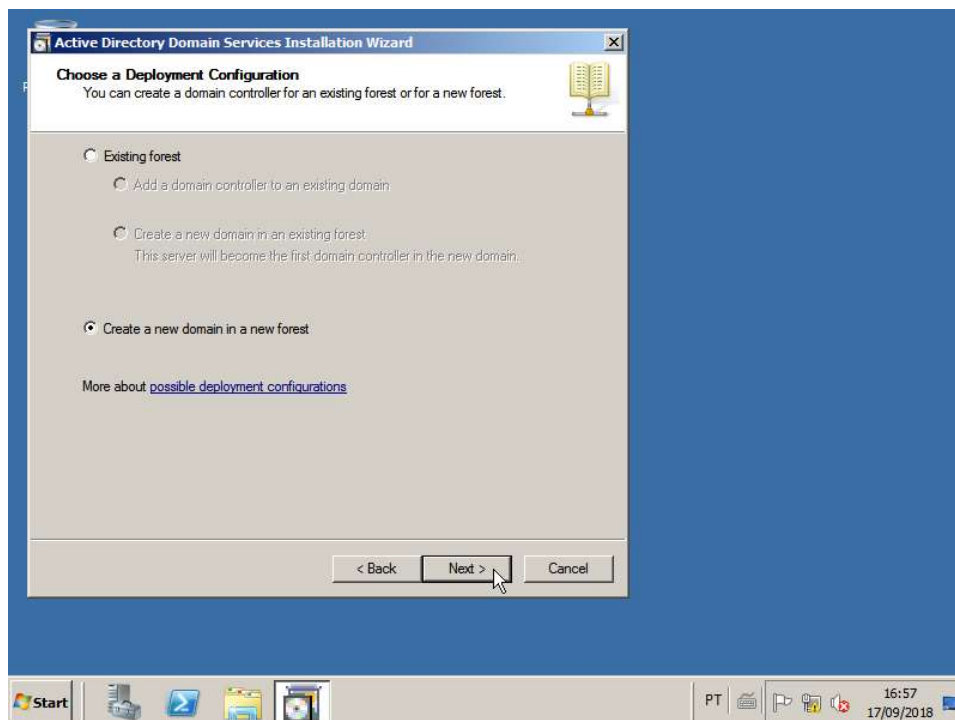 Active Directory Domain Services Installation Wizard
Choose a Deployment Configuration
You can create a domain controller for an existing forest or for a new forest.
Existing forest
Add a domain controller to an existing domain
Create a new domain in an existing forest
This server will become the first domain controller in the new domain.
Create a new domain in a new forest
More about possible deployment configurations
< Back
Next >
Cancel
Start
PT
16:57
17/09/2018